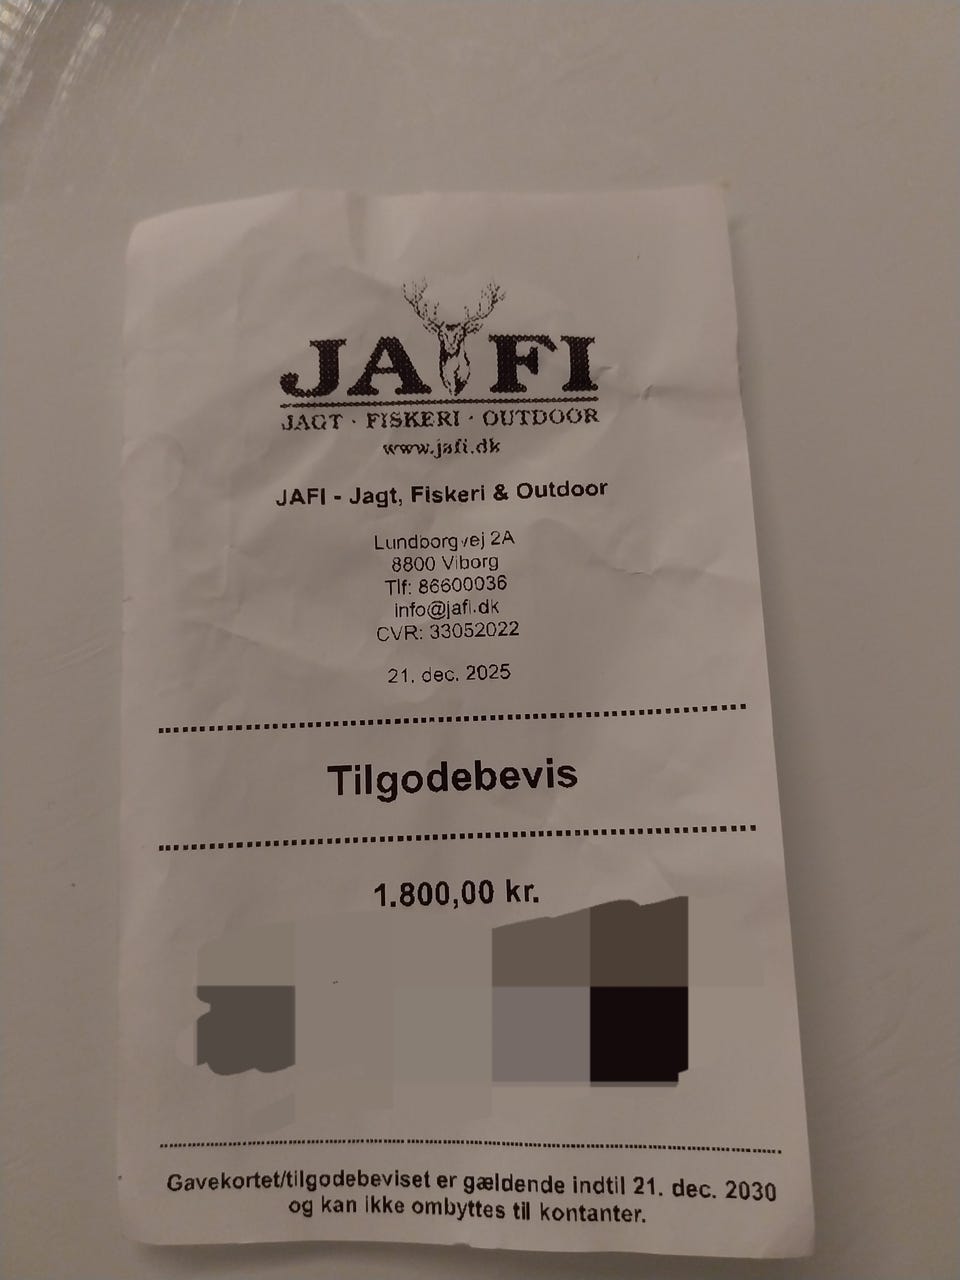 JAFI
JAGT · FISKERI · OUTDOOR
www.jafi.dk
JAFI - Jagt, Fiskeri & Outdoor
Lundborgvej 2A
8800 Viborg
Tlf: 86600036
info@jafi.dk
CVR: 33052022
21. dec. 2025
Tilgodebevis
1.800,00 kr.
Gavekortet/tilgodebeviset er gældende indtil 21. dec. 2030
og kan ikke ombyttes til kontanter.